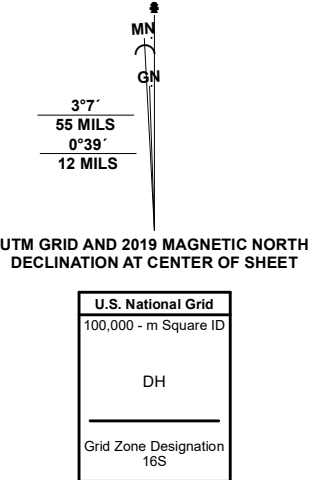 MN
GN
3°7´
55 MILS
0°39´
12 MILS
UTM GRID AND 2019 MAGNETIC NORTH
DECLINATION AT CENTER OF SHEET
U.S. National Grid
100,000 - m Square ID
DH
Grid Zone Designation
16S